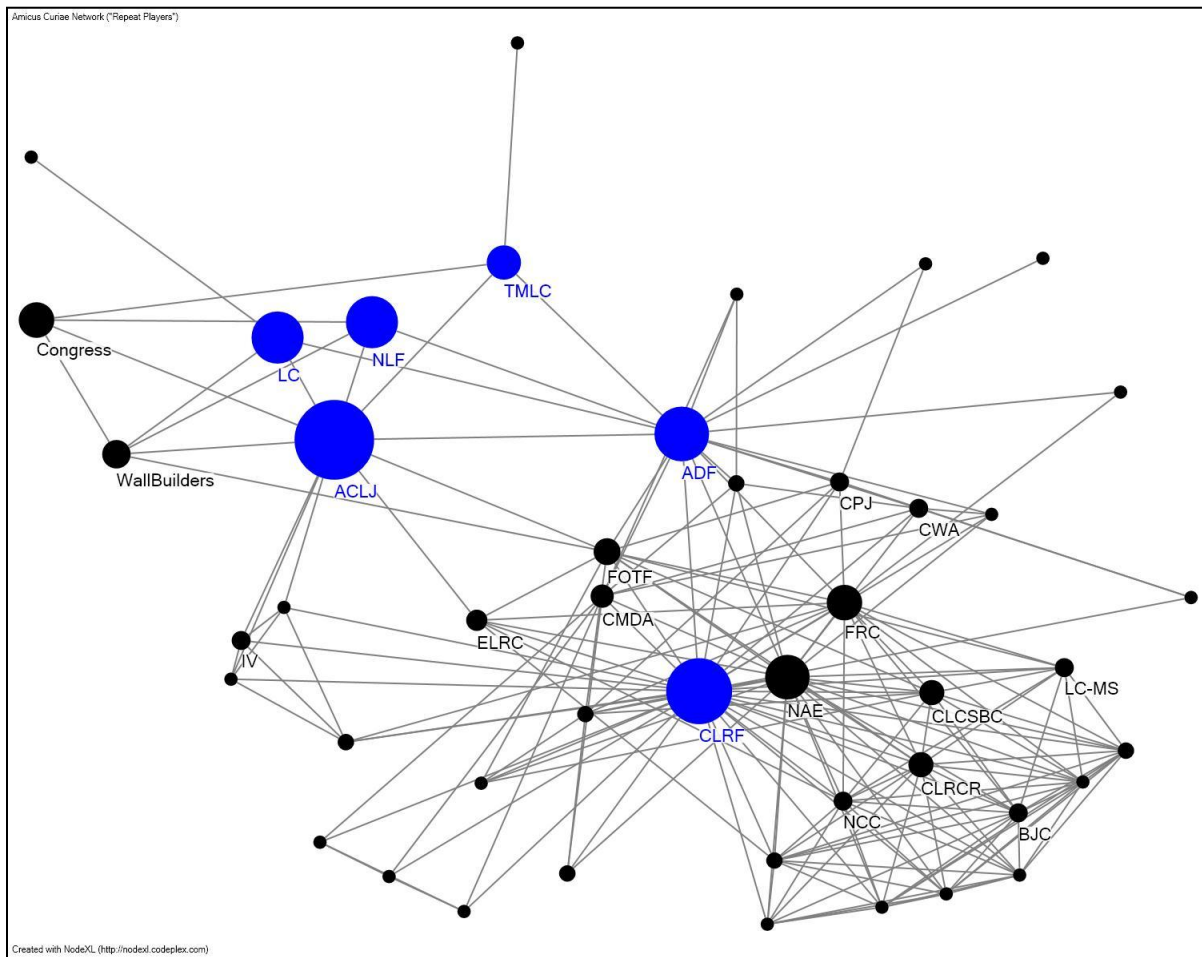 Amicus Curiae Network ("Repeat Players")
TMLC
Congress
LC
NLF
WallBuilders
ACLJ
ADF
CPJ
CWA
FOTF
CMDA
ELRC
FRC
IV
NAE
LC-MS
CLCSBC
CLRF
CLRCR
NCC
BJC
Created with NodeXL (http://nodexl.codeplex.com)